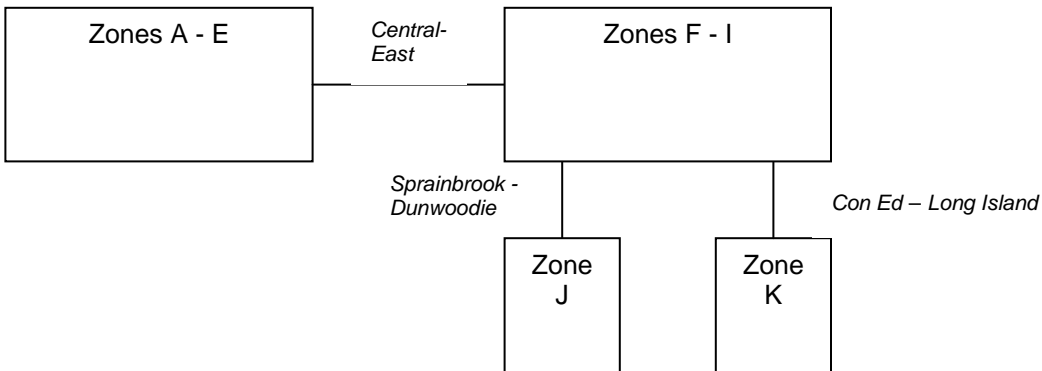 Zones A - E
Central-
East
Zones F - I
Sprainbrook -
Dunwoodie
Con Ed – Long Island
Zone
J
Zone
K